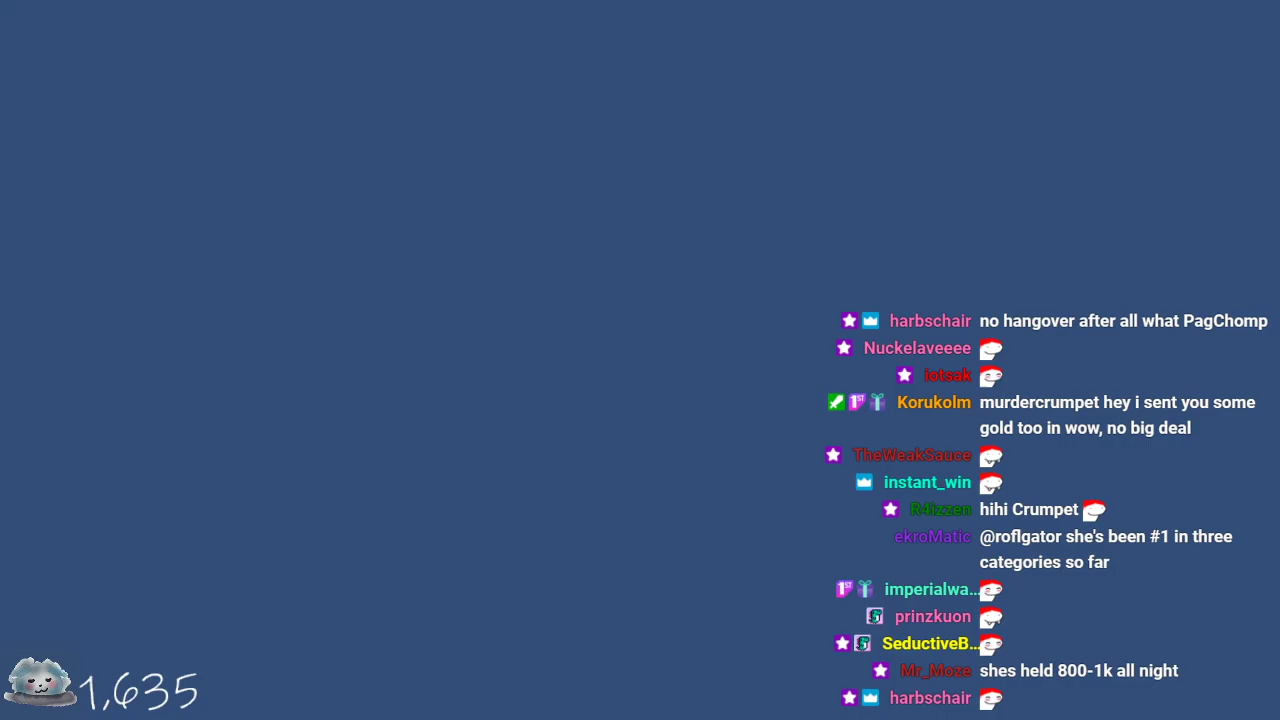 harbschair no hangover after all what PagChomp
Nuckelaveeee
iotsak
Korukolm murdercrumpet hey i sent you some
gold too in wow, no big deal
TheWeakSauce
instant_win
R4izzen hihi Crumpet
ekroMatic @roflgator she's been #1 in three
categories so far
imperialwa...
prinzkuon
SeductiveB...
Mr_Moze shes held 800-1k all night
harbschair
1,635